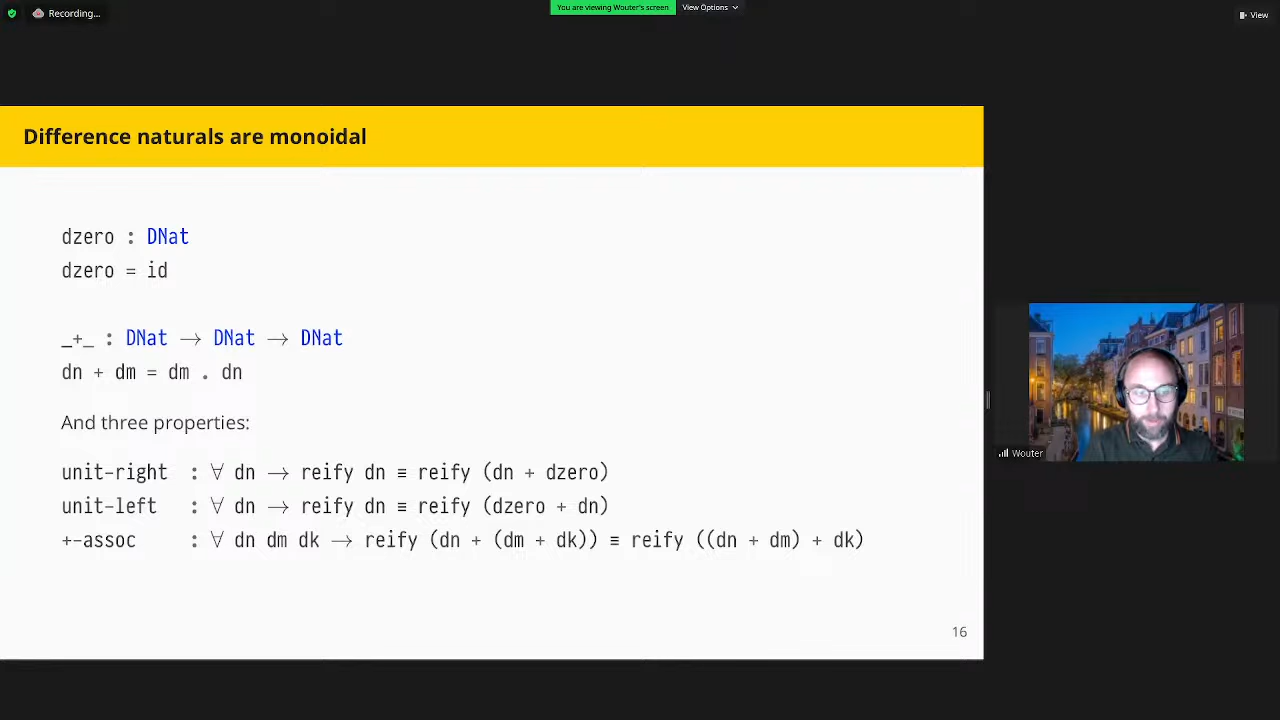 Recording...
You are viewing Wouter's screen
View Options
View
Difference naturals are monoidal
dzero : DNat
dzero = id
_+_ : DNat → DNat → DNat
dn + dm = dm . dn
And three properties:
unit-right : ∀ dn → reify dn ≡ reify (dn + dzero)
unit-left : ∀ dn → reify dn ≡ reify (dzero + dn)
+-assoc : ∀ dn dm dk → reify (dn + (dm + dk)) ≡ reify ((dn + dm) + dk)
16
Wouter